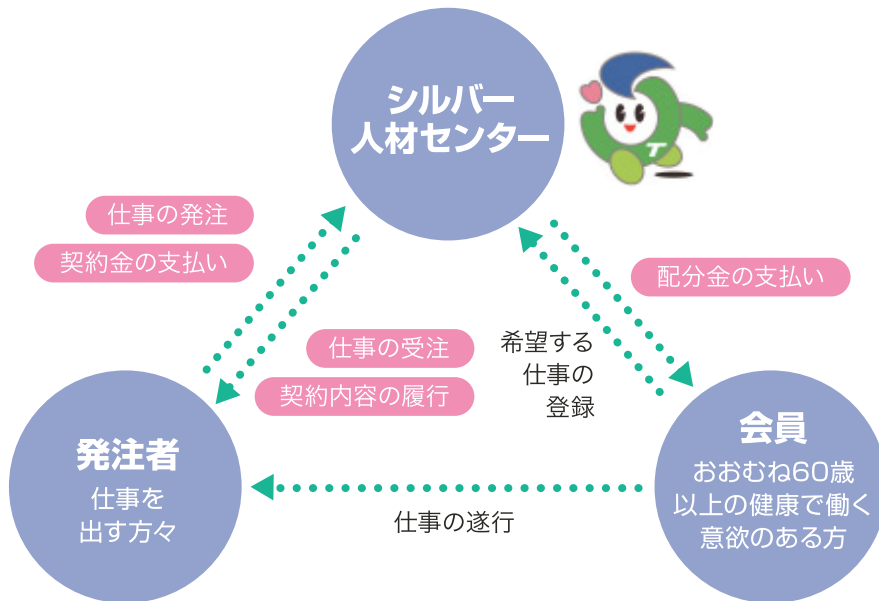 シルバー
人材センター
T
仕事の発注
契約金の支払い
配分金の支払い
仕事の受注
契約内容の履行
希望する
仕事の
登録
発注者
仕事を
出す方々
会員
おおむね60歳
以上の健康で働く
意欲のある方
仕事の遂行